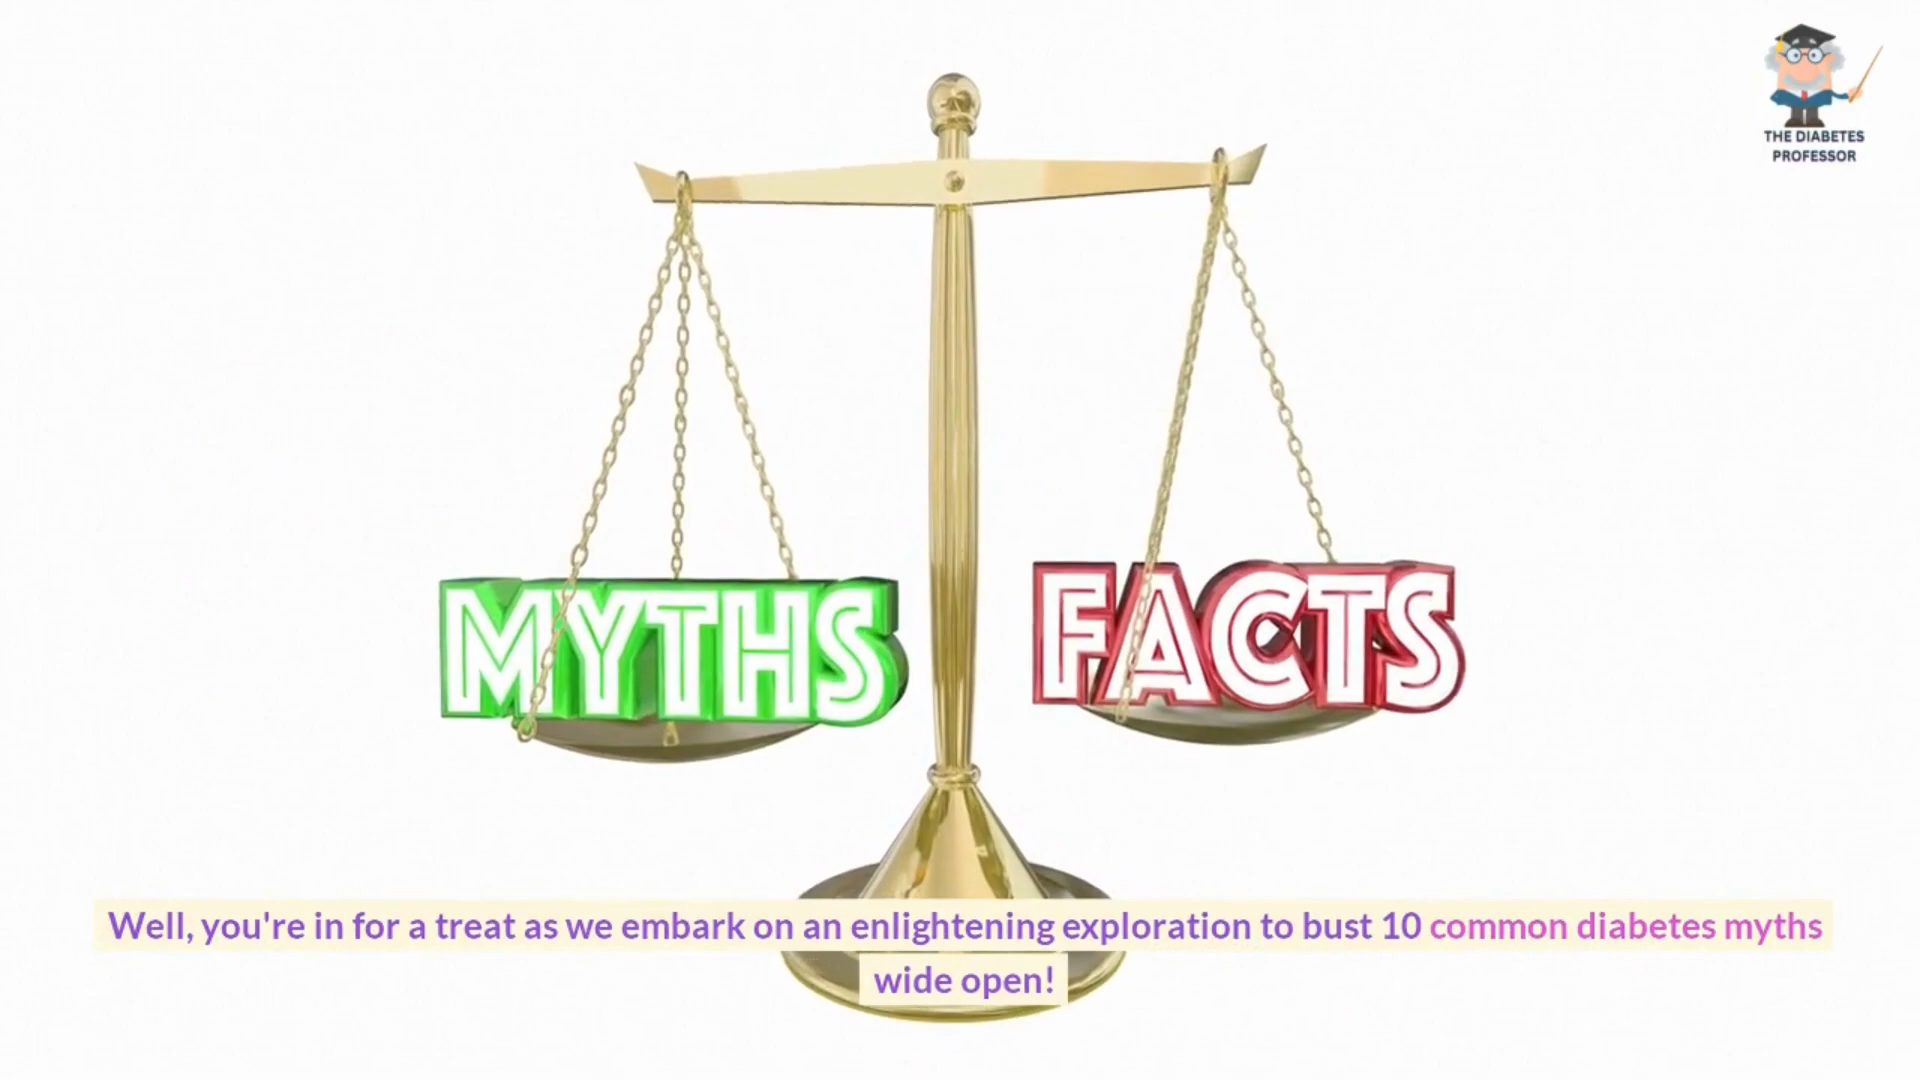 THE DIABETES
PROFESSOR
MYTHS
FACTS
Well, you're in for a treat as we embark on an enlightening exploration to bust 10 common diabetes myths
wide open!